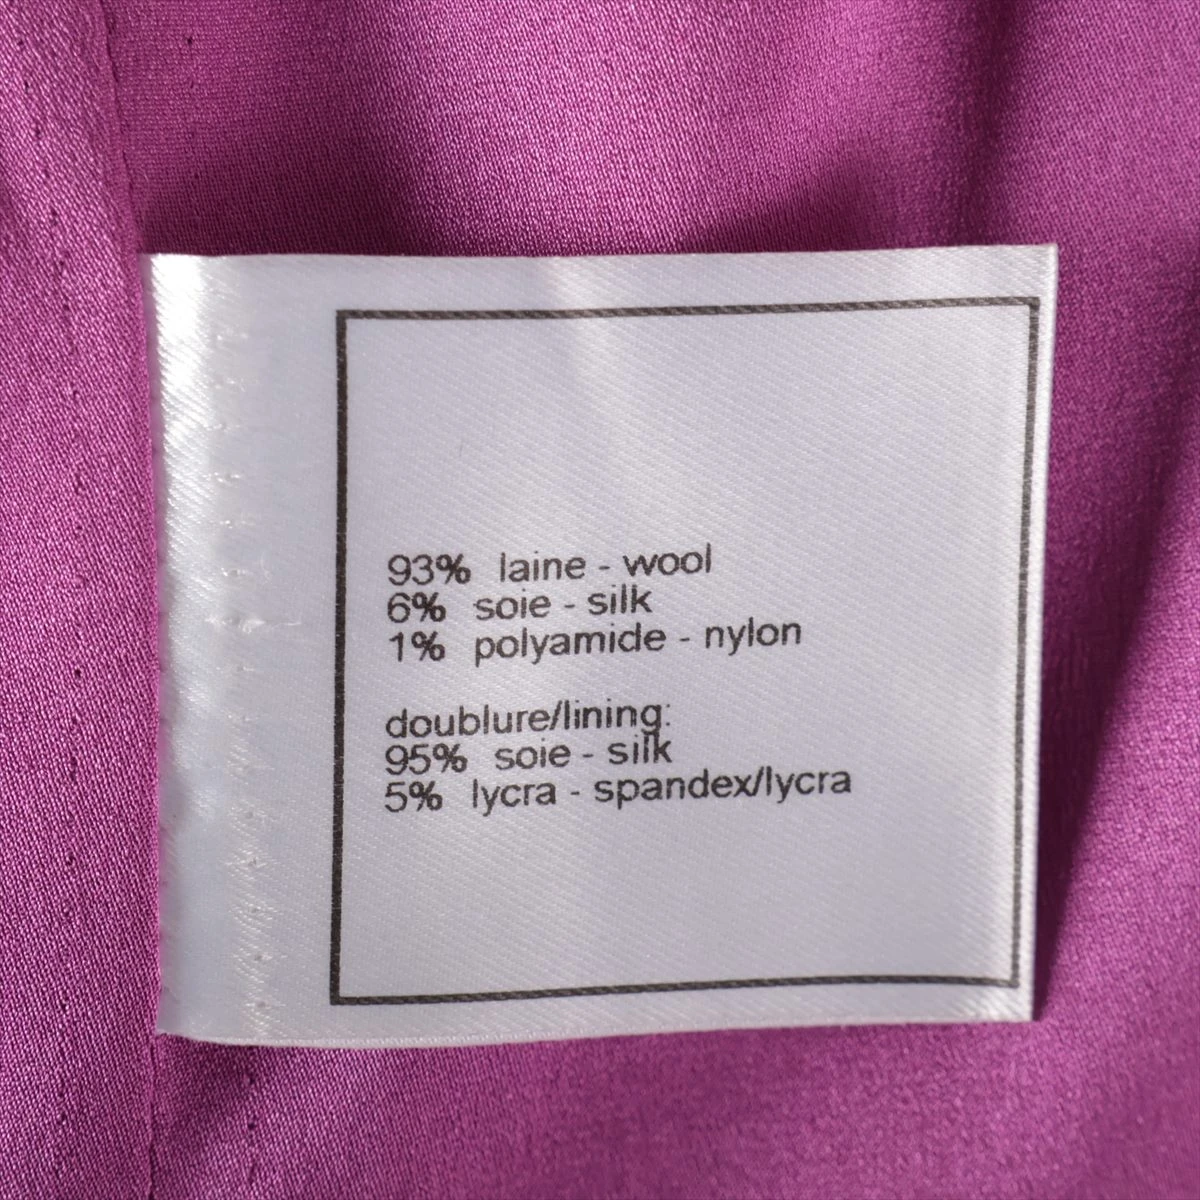 93% laine - wool
6% soie - silk
1% polyamide - nylon
doublure/lining:
95% soie - silk
5% lycra - spandex/lycra